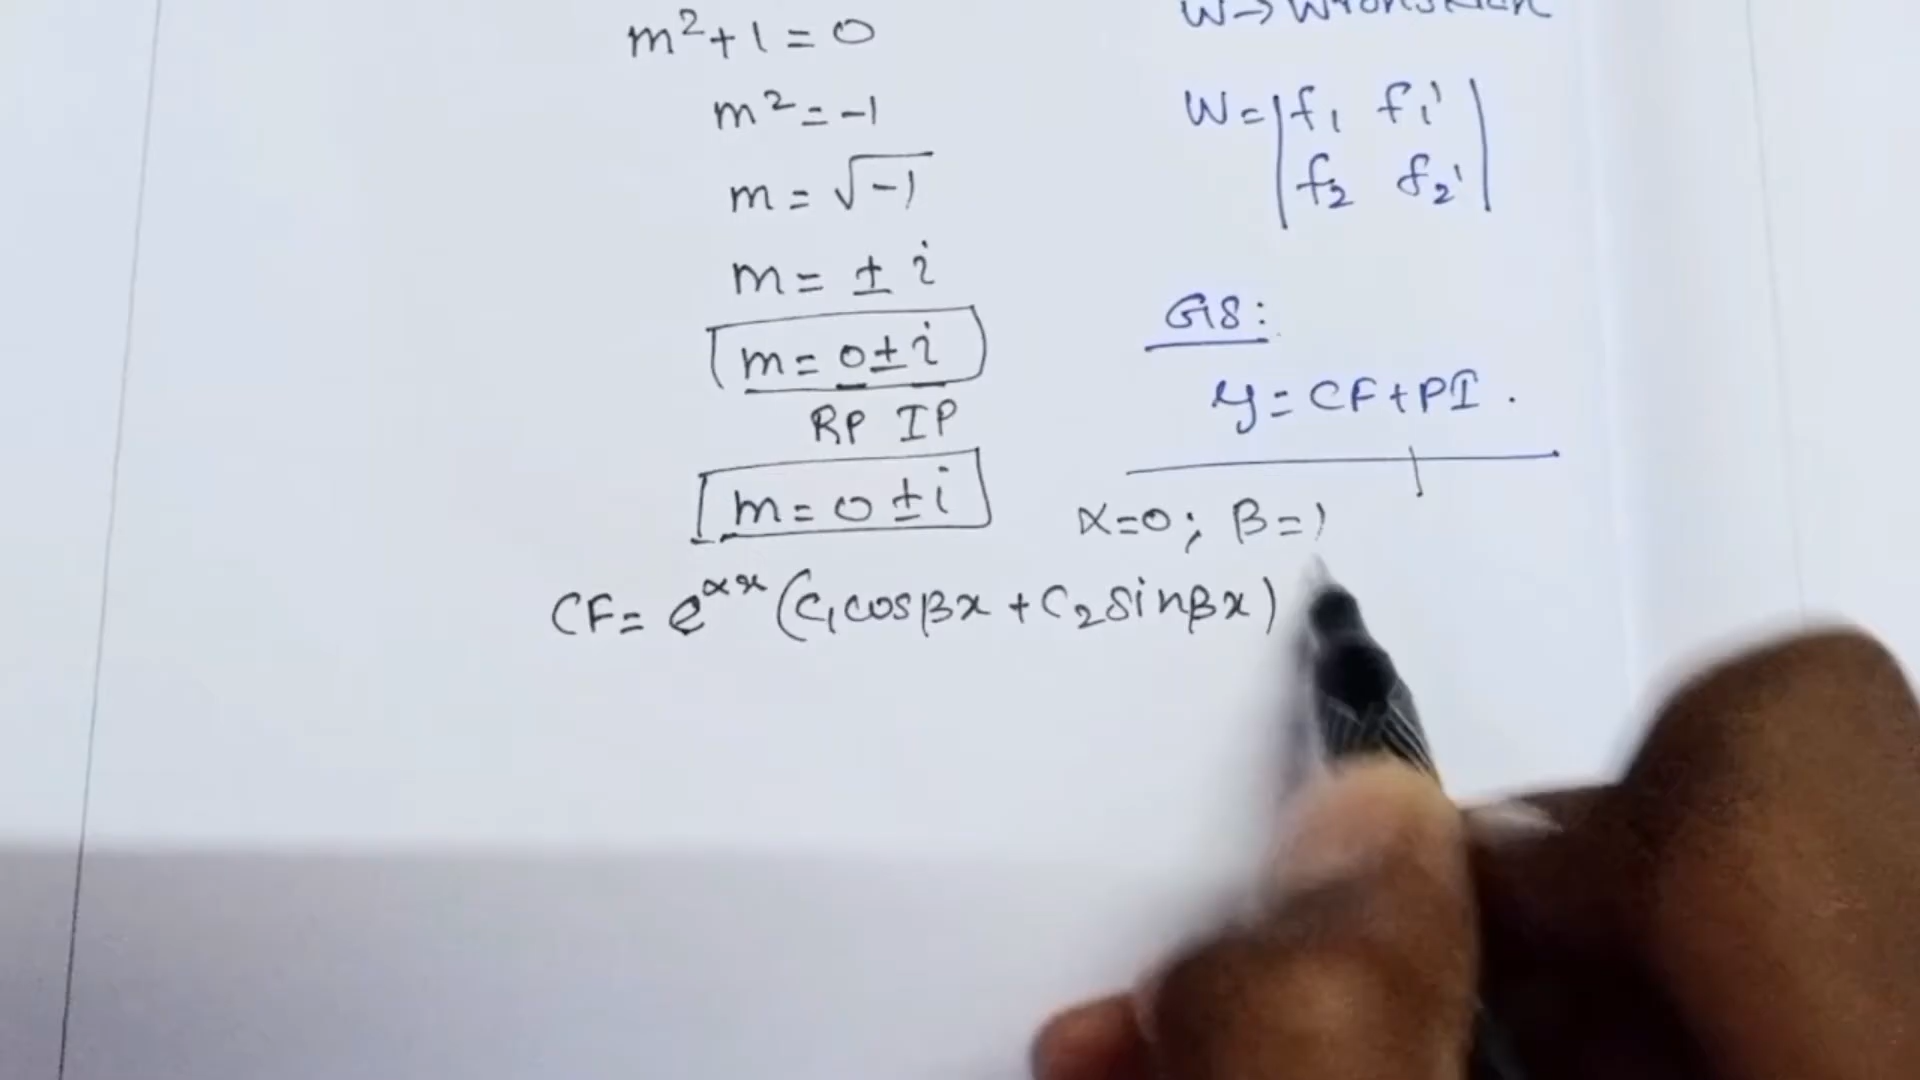 m²+1=0
m²=-1
m=√-1
m=± i
m=0±i
RP IP
m=0±i
CF= e^αx (C₁cosβx+C₂sinβx)
W→Wronskian
W=|f₁ f₁'|
|f₂ f₂'|
GS:
y=CF+PI.
α=0; β=1